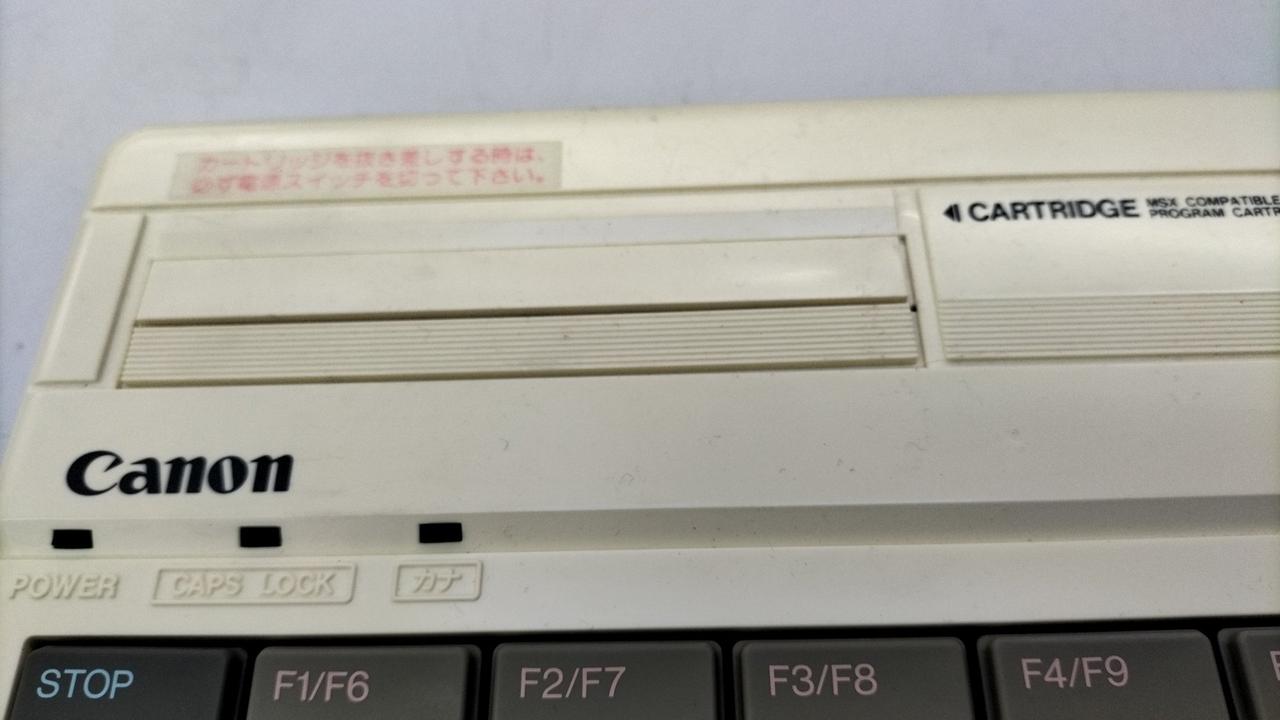 カートリッジを抜き差しする時は、
必ず電源スイッチを切って下さい。
CARTRIDGE MSX COMPATIBLE
PROGRAM CARTR
Canon
POWER CAPS LOCK カナ
STOP F1/F6 F2/F7 F3/F8 F4/F9